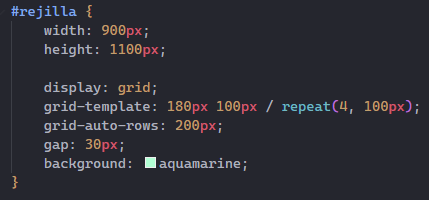 #rejilla {
    width: 900px;
    height: 1100px;

    display: grid;
    grid-template: 180px 100px / repeat(4, 100px);
    grid-auto-rows: 200px;
    gap: 30px;
    background: aquamarine;
}